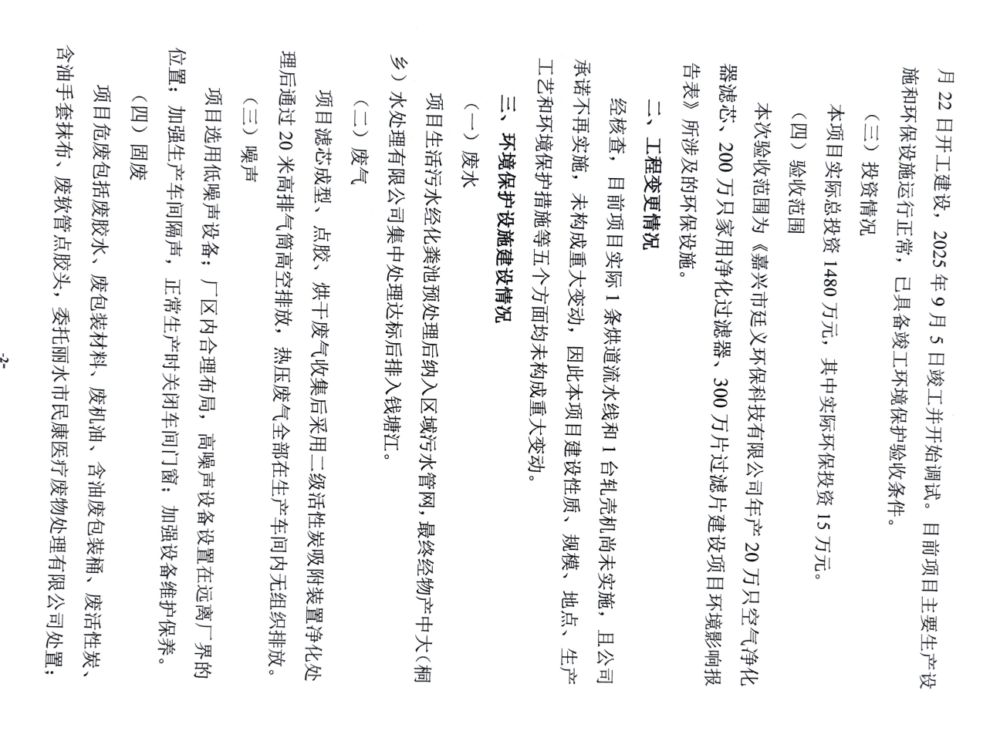 月 22 日开工建设，2025 年 9 月 5 日竣工并开始调试。目前项目主要生产设
施和环保设施运行正常，已具备竣工环境保护验收条件。
（三）投资情况
本项目实际总投资 1480 万元，其中实际环保投资 15 万元。
（四）验收范围
本次验收范围为《嘉兴市廷义环保科技有限公司年产 20 万只空气净化
器滤芯、200 万只家用净化过滤器、300 万片过滤片建设项目环境影响报
告表》所涉及的环保设施。
二、工程变更情况
经核查，目前项目实际 1 条烘道流水线和 1 台轧壳机尚未实施，且公司
承诺不再实施，未构成重大变动，因此本项目建设性质、规模、地点、生产
工艺和环境保护措施等五个方面均未构成重大变动。
三、环境保护设施建设情况
（一）废水
项目生活污水经化粪池预处理后纳入区域污水管网，最终经物产中大（桐
乡）水处理有限公司集中处理达标后排入钱塘江。
（二）废气
项目滤芯成型、点胶、烘干废气收集后采用二级活性炭吸附装置净化处
理后通过 20 米高排气筒高空排放，热压废气全部在生产车间内无组织排放。
（三）噪声
项目选用低噪声设备；厂区内合理布局，高噪声设备设置在远离厂界的
位置；加强生产车间隔声，正常生产时关闭车间门窗；加强设备维护保养。
（四）固废
项目危废包括废胶水、废包装材料、废机油、含油废包装桶、废活性炭、
含油手套抹布、废软管点胶头，委托丽水市民康医疗废物处理有限公司处置；
-2-